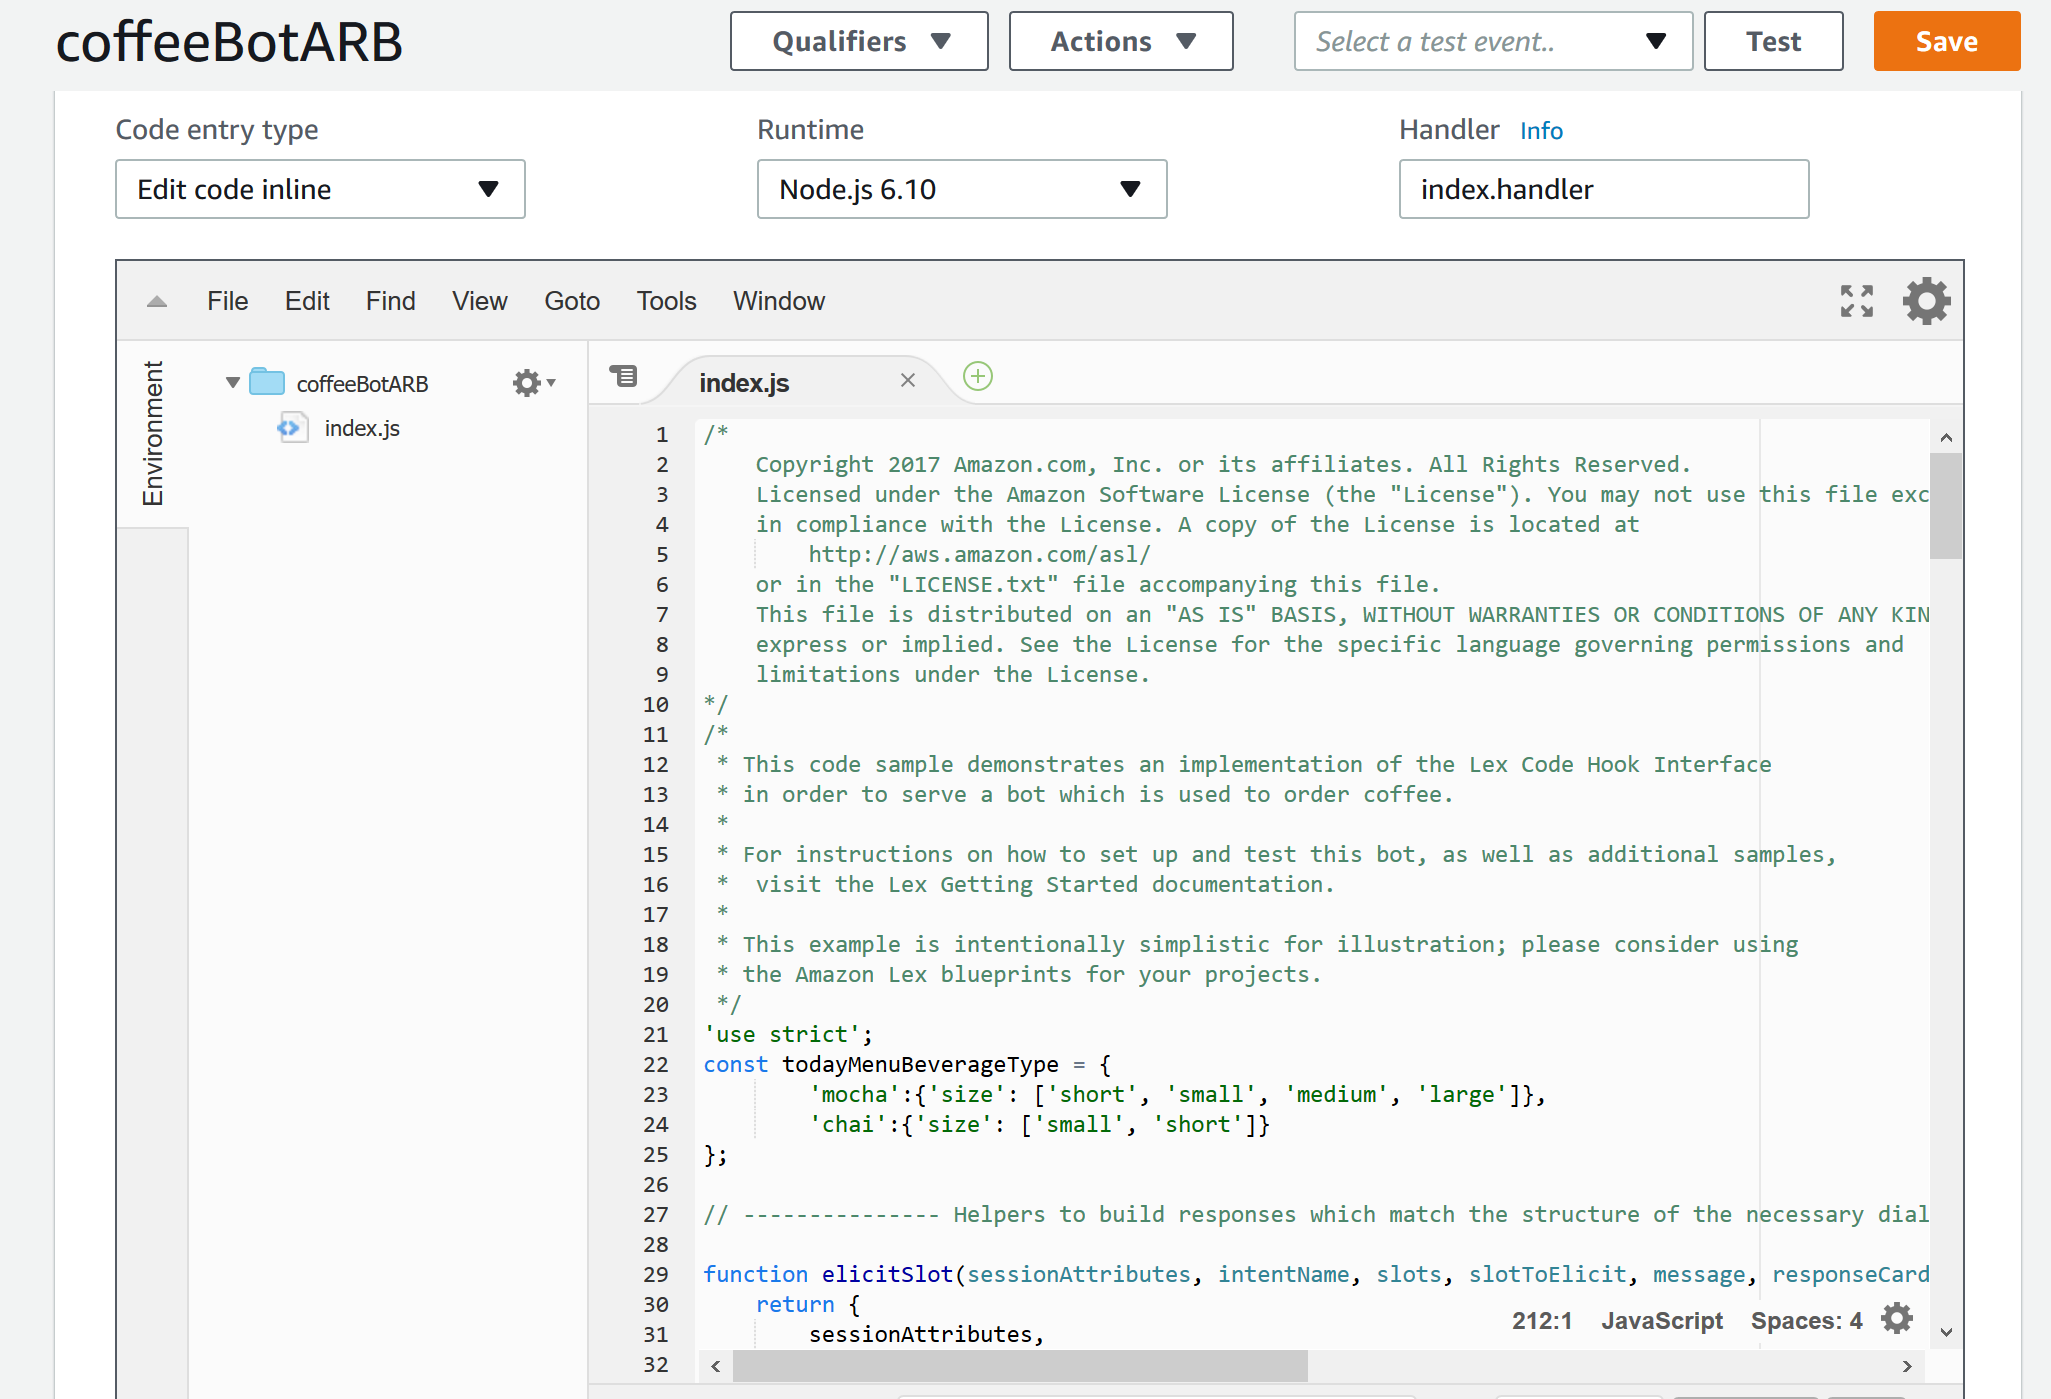 coffeeBotARB
Qualifiers
Actions
Select a test event..
Test
Save
Code entry type
Runtime
Handler Info
Edit code inline
Node.js 6.10
index.handler
File Edit Find View Goto Tools Window
Environment
coffeeBotARB
index.js
index.js
1 /*
2     Copyright 2017 Amazon.com, Inc. or its affiliates. All Rights Reserved.
3     Licensed under the Amazon Software License (the "License"). You may not use this file exc
4     in compliance with the License. A copy of the License is located at
5         http://aws.amazon.com/asl/
6     or in the "LICENSE.txt" file accompanying this file.
7     This file is distributed on an "AS IS" BASIS, WITHOUT WARRANTIES OR CONDITIONS OF ANY KIN
8     express or implied. See the License for the specific language governing permissions and
9     limitations under the License.
10 */
11 /*
12  * This code sample demonstrates an implementation of the Lex Code Hook Interface
13  * in order to serve a bot which is used to order coffee.
14  *
15  * For instructions on how to set up and test this bot, as well as additional samples,
16  *  visit the Lex Getting Started documentation.
17  *
18  * This example is intentionally simplistic for illustration; please consider using
19  * the Amazon Lex blueprints for your projects.
20  */
21 'use strict';
22 const todayMenuBeverageType = {
23         'mocha':{'size': ['short', 'small', 'medium', 'large']},
24         'chai':{'size': ['small', 'short']}
25 };
26
27 // --------------- Helpers to build responses which match the structure of the necessary dial
28
29 function elicitSlot(sessionAttributes, intentName, slots, slotToElicit, message, responseCard
30     return {
31         sessionAttributes,
32
212:1 JavaScript Spaces: 4